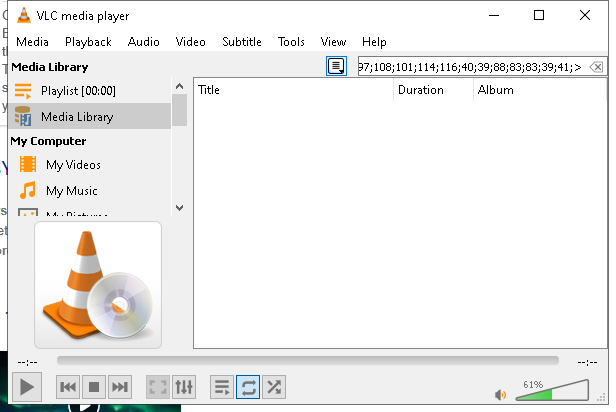 VLC media player
Media Playback Audio Video Subtitle Tools View Help
Media Library
97;108;101;114;116;40;39;88;83;83;39;41;>
Playlist [00:00]
Title Duration Album
Media Library
My Computer
My Videos
My Music
My Pictures
--:-- --:--
61%